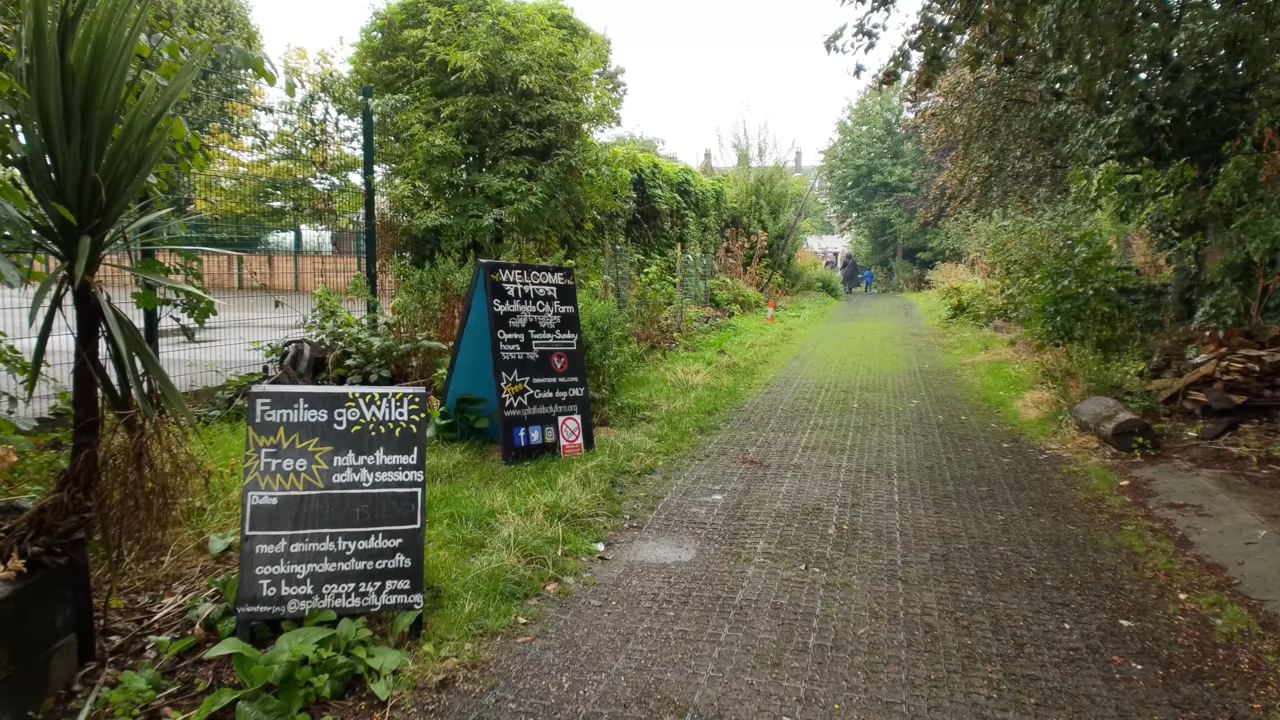 Families go Wild
Free
nature themed
activity sessions
Dates
meet animals, try outdoor
cooking, make nature crafts
To book 0207 247 8762
volunteering@spitalfieldscityfarm.org
WELCOME
স্বাগতম
Spitalfields City Farm
Opening Tuesday-Sunday
hours
Free
DONATIONS WELCOME
Guide dogs ONLY
www.spitalfieldscityfarm.org